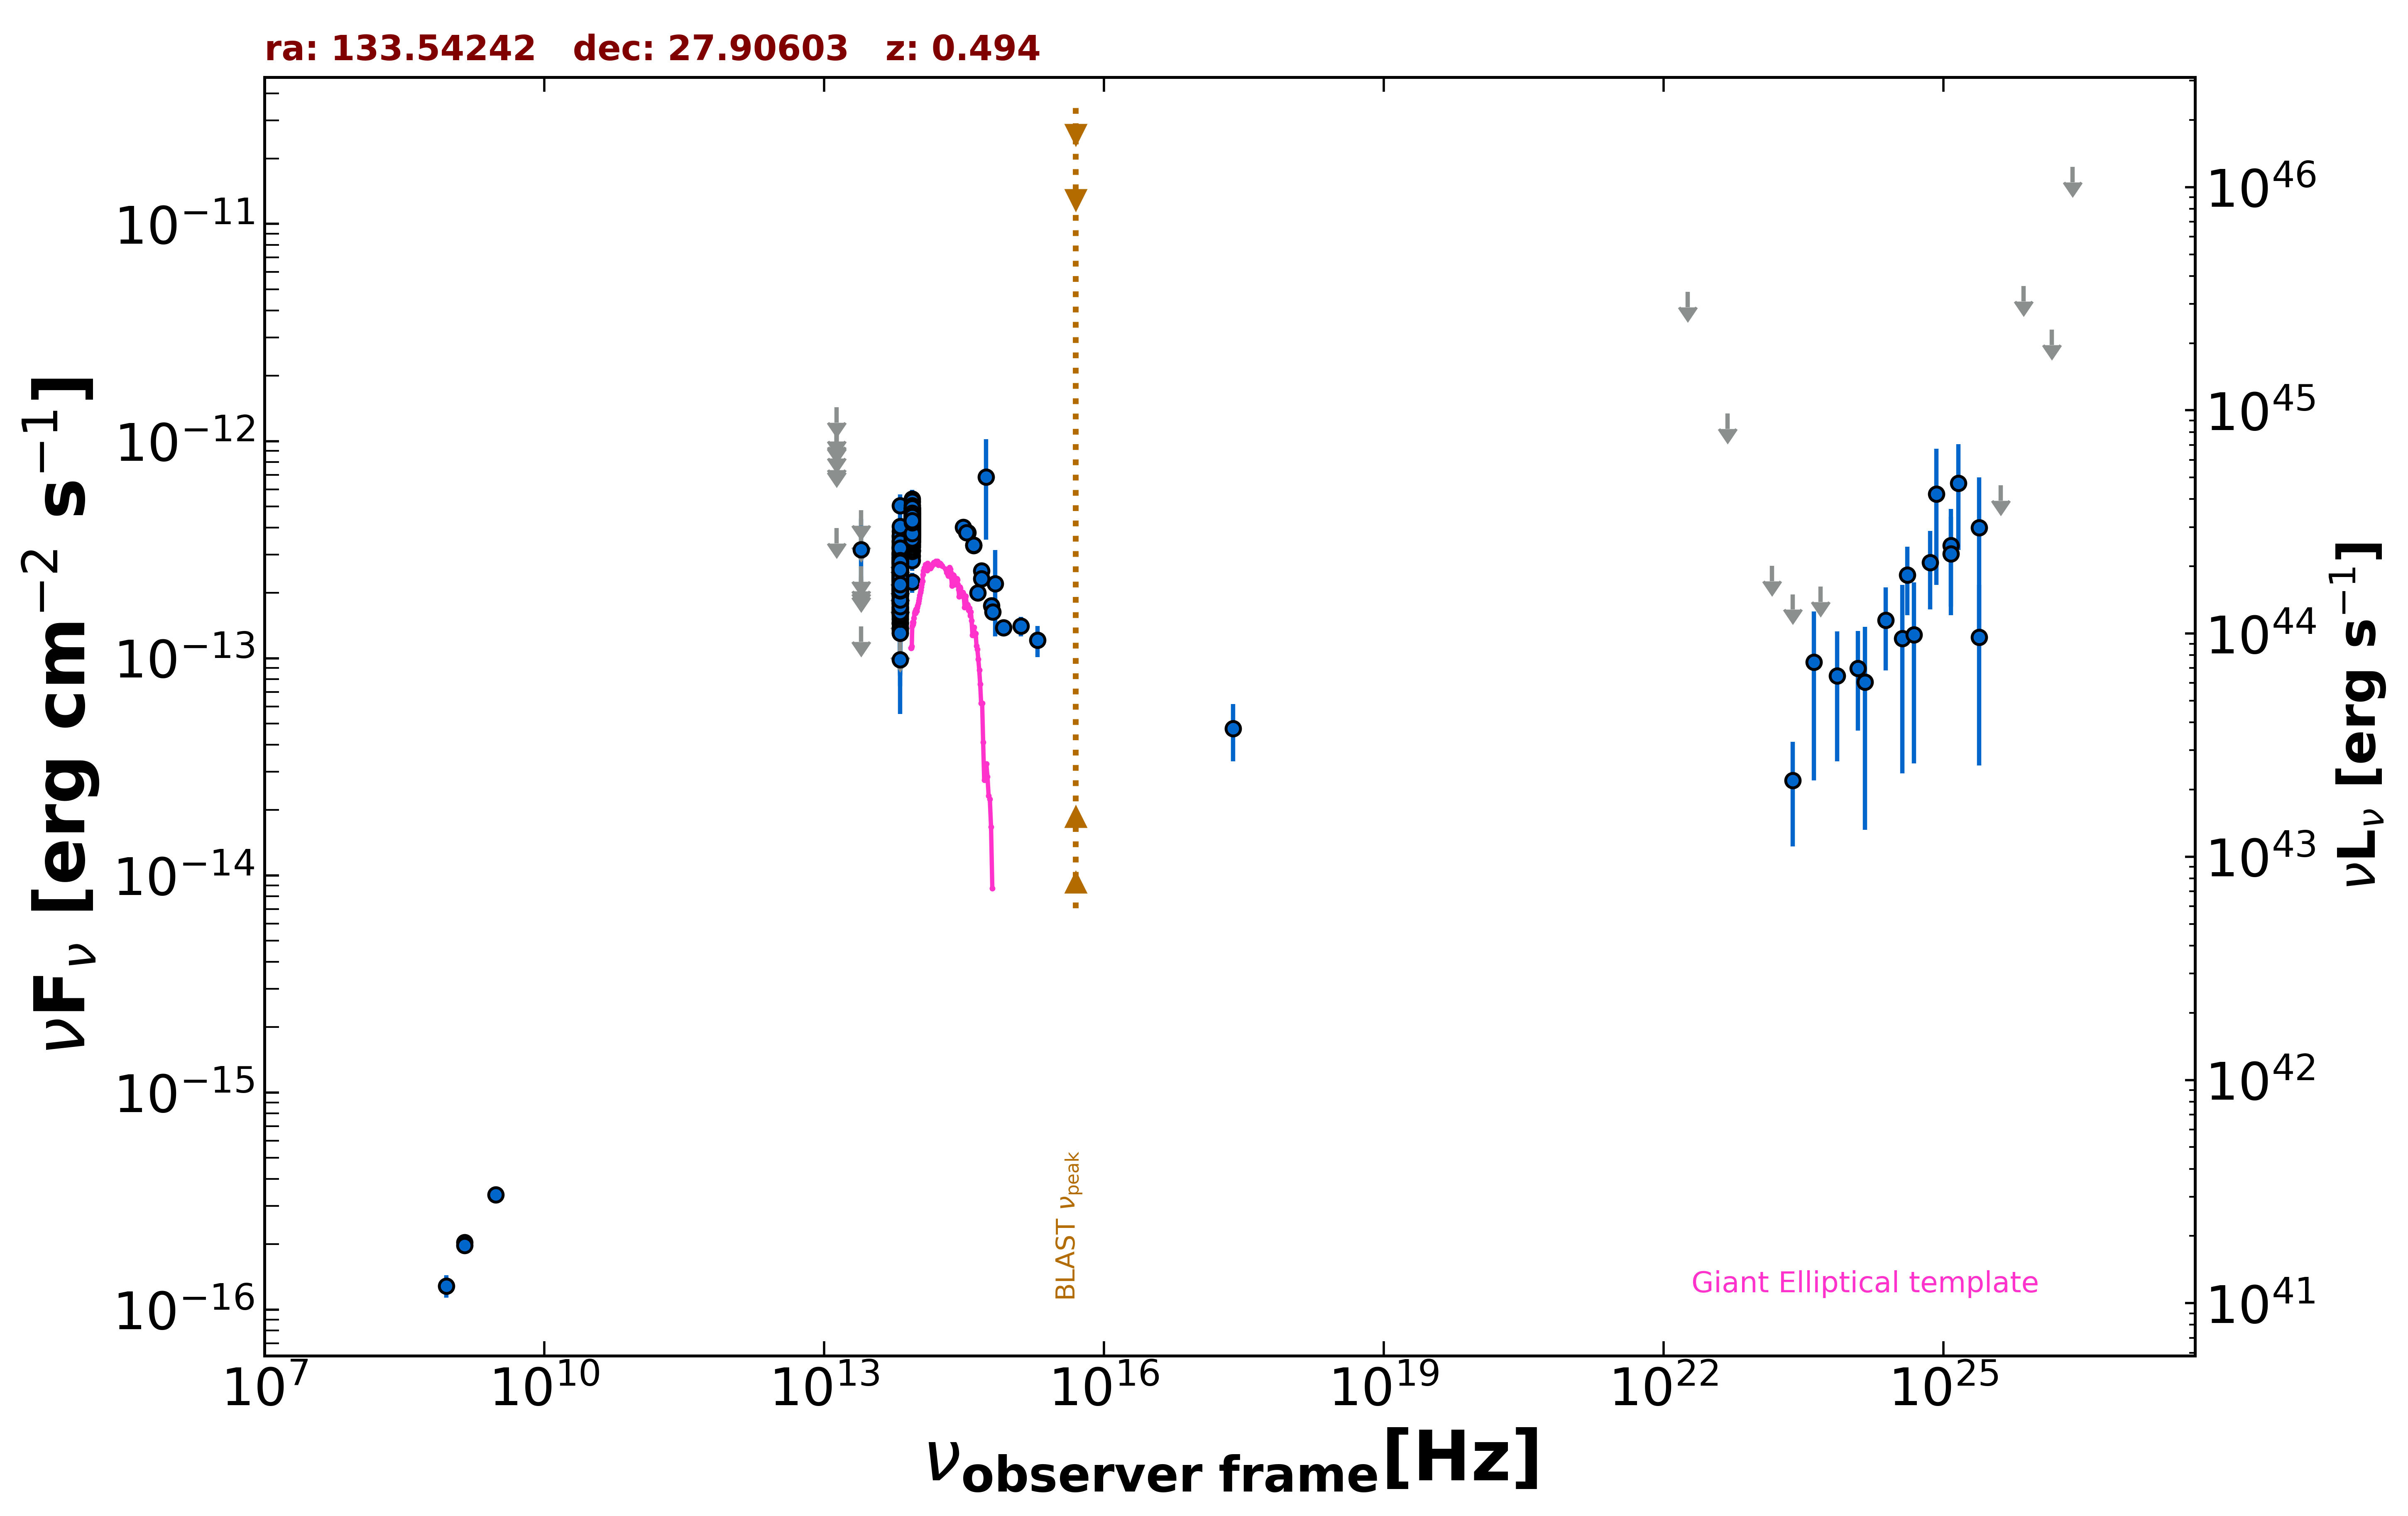 ra: 133.54242 dec: 27.90603 z: 0.494
νFν [erg cm−2 s−1]
10−11
10−12
10−13
10−14
10−15
10−16
10^46
10^45
10^44
10^43
10^42
10^41
νLν [erg s−1]
BLAST νpeak
Giant Elliptical template
10^7 10^10 10^13 10^16 10^19 10^22 10^25
νobserver frame[Hz]